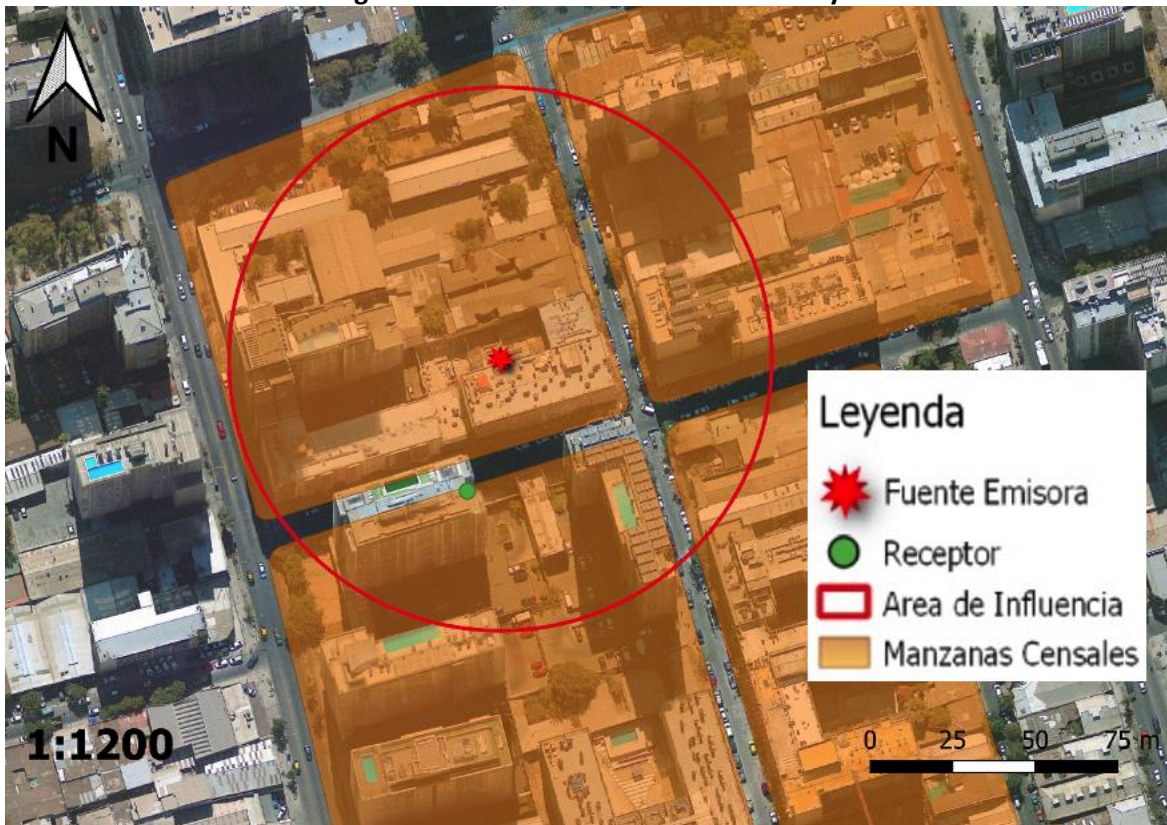 N
Leyenda
Fuente Emisora
Receptor
Area de Influencia
Manzanas Censales
1:1200
0 25 50 75 m